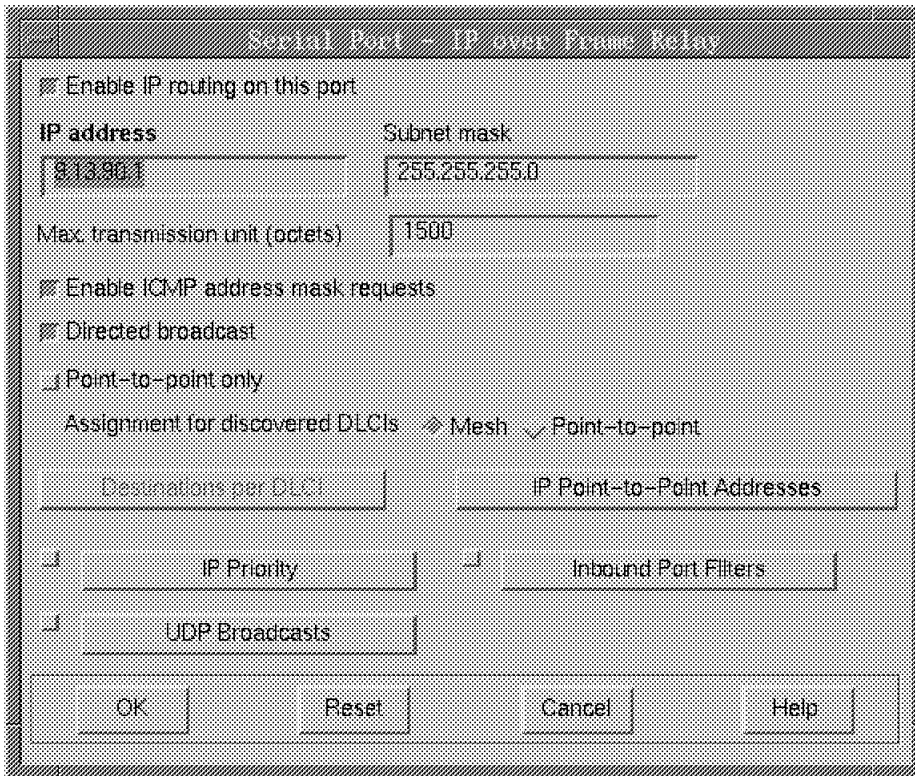 Serial Port - IP over Frame Relay
Enable IP routing on this port
IP address Subnet mask
9.13.90.1 255.255.255.0
Max. transmission unit (octets) 1500
Enable ICMP address mask requests
Directed broadcast
Point-to-point only
Assignment for discovered DLCIs Mesh Point-to-point
Destinations per DLCI IP Point-to-Point Addresses
IP Priority Inbound Port Filters
UDP Broadcasts
OK Reset Cancel Help